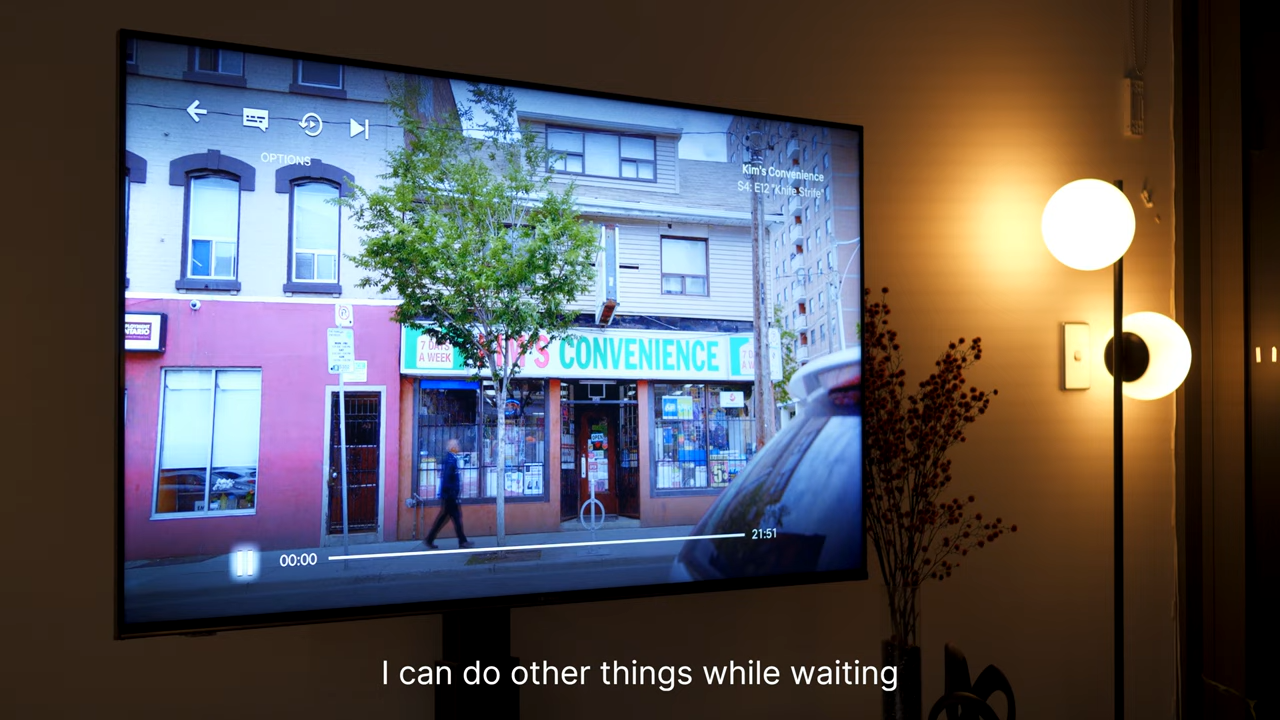 OPTIONS
Kim's Convenience
S4: E12 "Knife Strife"
7 DAYS
A WEEK
KIM'S CONVENIENCE
OPEN
00:00
21:51
I can do other things while waiting